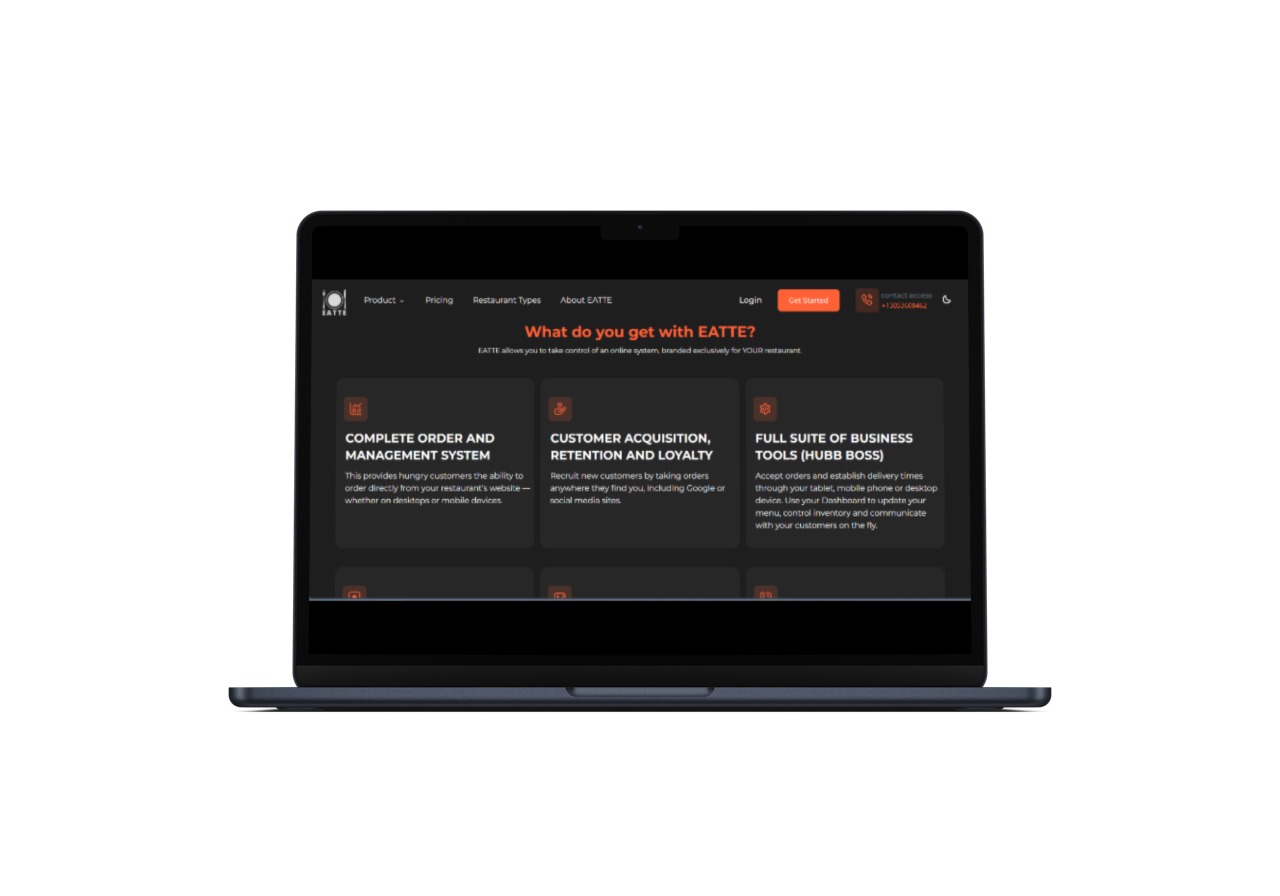 EATTE
Product
Pricing
Restaurant Types
About EATTE
Login
Get Started
contact access
+13053009462
What do you get with EATTE?
EATTE allows you to take control of an online system, branded exclusively for YOUR restaurant.
COMPLETE ORDER AND
MANAGEMENT SYSTEM
This provides hungry customers the ability to
order directly from your restaurant's website —
whether on desktops or mobile devices.
CUSTOMER ACQUISITION,
RETENTION AND LOYALTY
Recruit new customers by taking orders
anywhere they find you, including Google or
social media sites.
FULL SUITE OF BUSINESS
TOOLS (HUBB BOSS)
Accept orders and establish delivery times
through your tablet, mobile phone or desktop
device. Use your Dashboard to update your
menu, control inventory and communicate
with your customers on the fly.